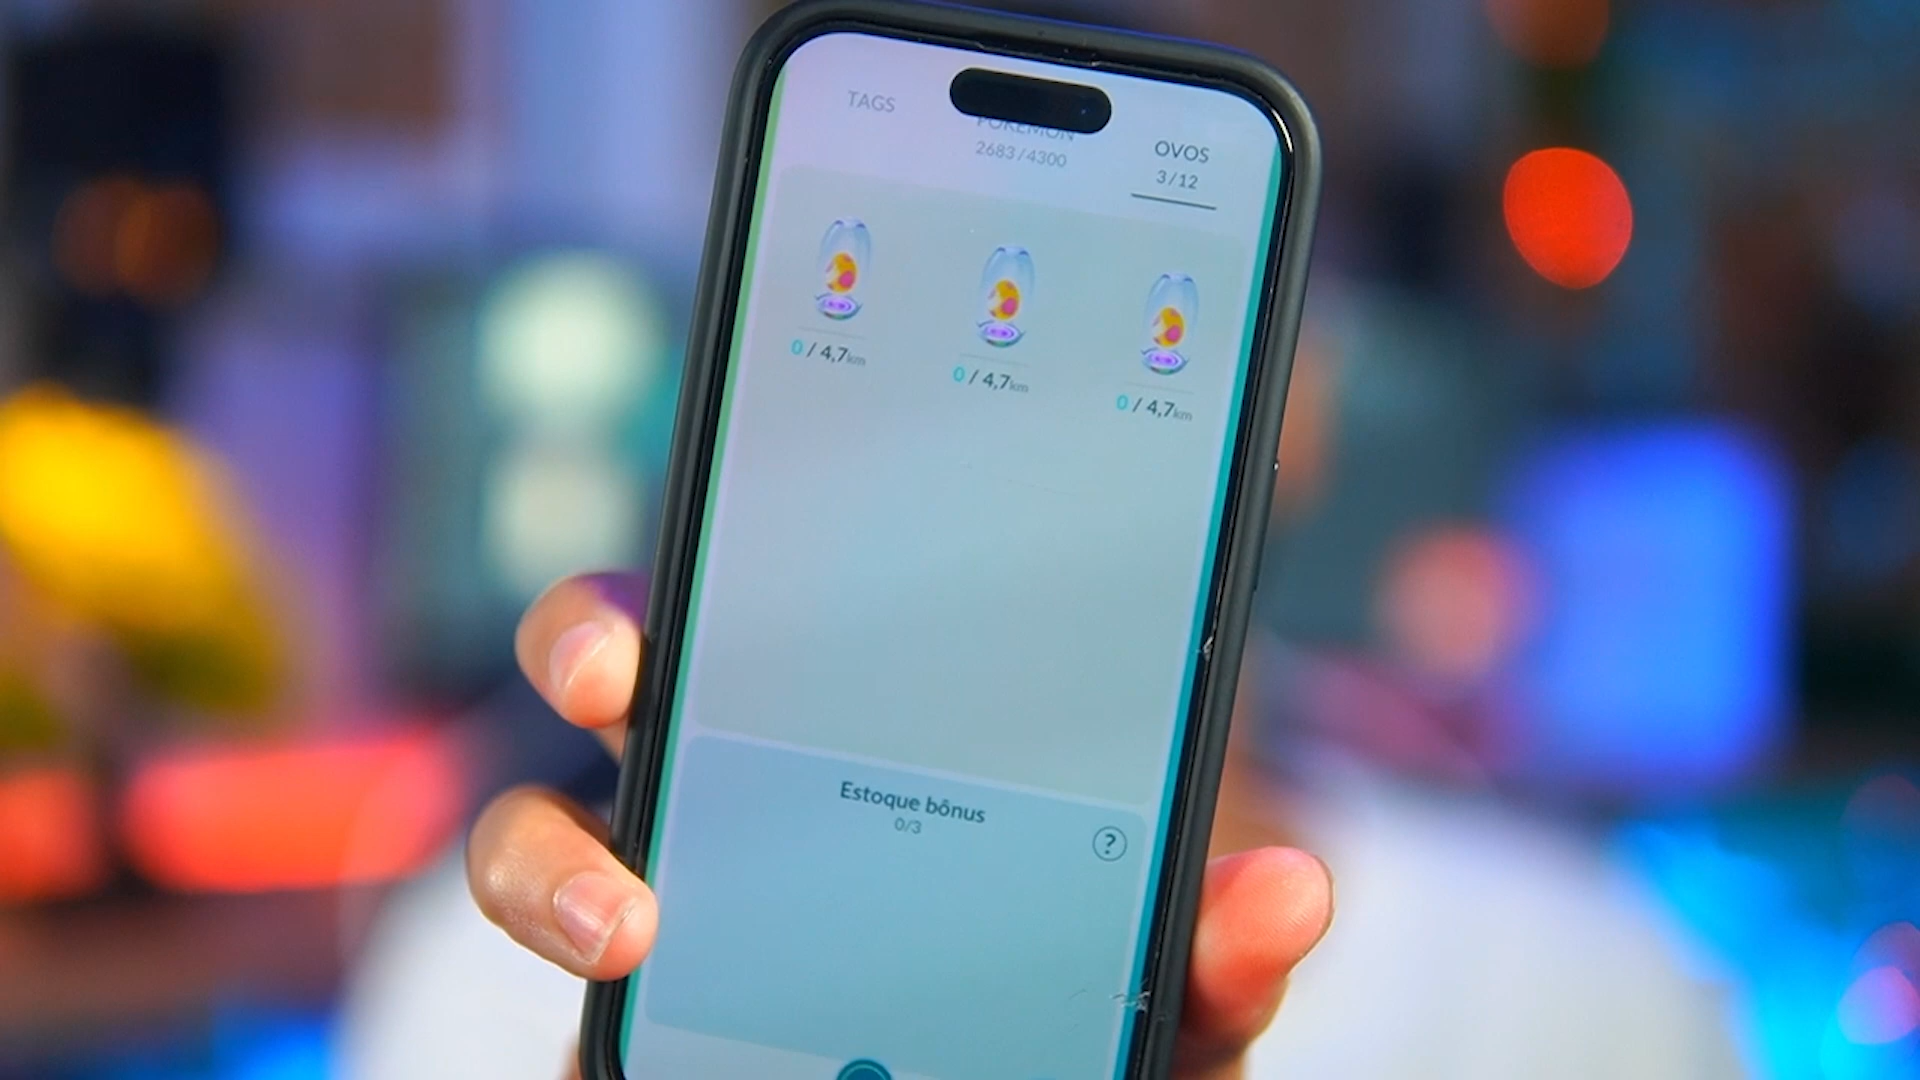 TAGS
POKÉMON
2683/4300
OVOS
3/12
0 / 4,7km
0 / 4,7km
0 / 4,7km
Estoque bônus
0/3
?